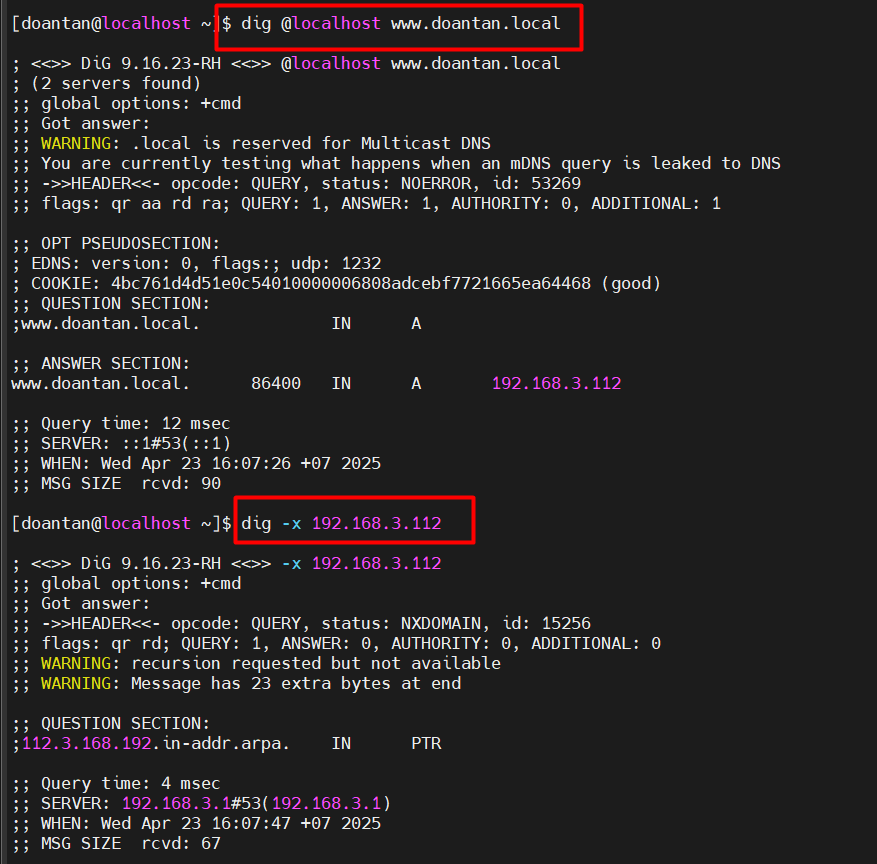 [doantan@localhost ~]$ dig @localhost www.doantan.local
; <<>> DiG 9.16.23-RH <<>> @localhost www.doantan.local
; (2 servers found)
;; global options: +cmd
;; Got answer:
;; WARNING: .local is reserved for Multicast DNS
;; You are currently testing what happens when an mDNS query is leaked to DNS
;; ->>HEADER<<- opcode: QUERY, status: NOERROR, id: 53269
;; flags: qr aa rd ra; QUERY: 1, ANSWER: 1, AUTHORITY: 0, ADDITIONAL: 1
;; OPT PSEUDOSECTION:
; EDNS: version: 0, flags:; udp: 1232
; COOKIE: 4bc761d4d51e0c54010000006808adcebf7721665ea64468 (good)
;; QUESTION SECTION:
;www.doantan.local. IN A
;; ANSWER SECTION:
www.doantan.local. 86400 IN A 192.168.3.112
;; Query time: 12 msec
;; SERVER: ::1#53(::1)
;; WHEN: Wed Apr 23 16:07:26 +07 2025
;; MSG SIZE rcvd: 90
[doantan@localhost ~]$ dig -x 192.168.3.112
; <<>> DiG 9.16.23-RH <<>> -x 192.168.3.112
;; global options: +cmd
;; Got answer:
;; ->>HEADER<<- opcode: QUERY, status: NXDOMAIN, id: 15256
;; flags: qr rd; QUERY: 1, ANSWER: 0, AUTHORITY: 0, ADDITIONAL: 0
;; WARNING: recursion requested but not available
;; WARNING: Message has 23 extra bytes at end
;; QUESTION SECTION:
;112.3.168.192.in-addr.arpa. IN PTR
;; Query time: 4 msec
;; SERVER: 192.168.3.1#53(192.168.3.1)
;; WHEN: Wed Apr 23 16:07:47 +07 2025
;; MSG SIZE rcvd: 67